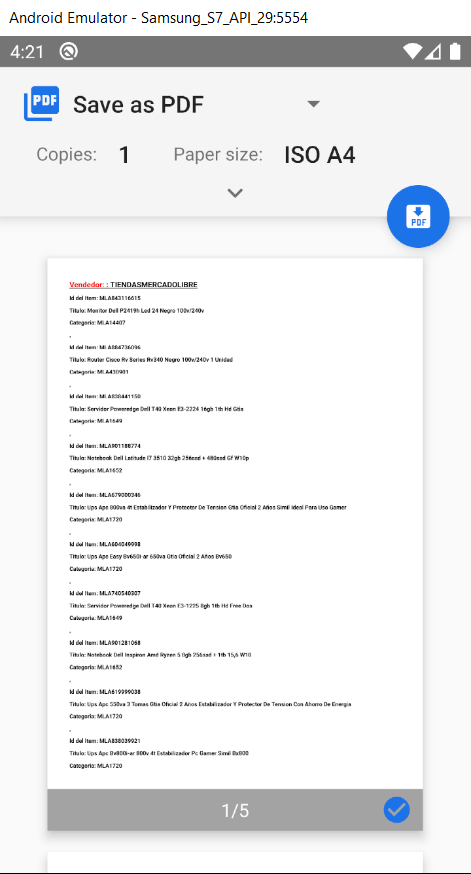 Android Emulator - Samsung_S7_API_29:5554
4:21
PDF Save as PDF
Copies: 1 Paper size: ISO A4
PDF
Vendedor: : TIENDASMERCADOLIBRE
Id del Item: MLA843116615
Titulo: Monitor Dell P2419h Led 24 Negro 100v/240v
Categoria: MLA14407
.
Id del Item: MLA884736096
Titulo: Router Cisco Rv Series Rv340 Negro 100v/240v 1 Unidad
Categoria: MLA430901
.
Id del Item: MLA838441150
Titulo: Servidor Poweredge Dell T40 Xeon E3-2224 16gb 1tb Hd Gtia
Categoria: MLA1649
.
Id del Item: MLA901188774
Titulo: Notebook Dell Latitude I7 3510 32gb 256ssd + 480ssd Gf W10p
Categoria: MLA1652
.
Id del Item: MLA679000346
Titulo: Ups Apc 800va 4t Estabilizador Y Protector De Tension Gtia Oficial 2 Años Simil Ideal Para Uso Gamer
Categoria: MLA1720
.
Id del Item: MLA604049998
Titulo: Ups Apc Easy Bv650i-ar 650va Gtia Oficial 2 Años Bv650
Categoria: MLA1720
.
Id del Item: MLA740540307
Titulo: Servidor Poweredge Dell T40 Xeon E3-1225 8gb 1tb Hd Free Dos
Categoria: MLA1649
.
Id del Item: MLA901281068
Titulo: Notebook Dell Inspiron Amd Ryzen 5 8gb 256ssd + 1tb 15,6 W10
Categoria: MLA1652
.
Id del Item: MLA619999038
Titulo: Ups Apc 550va 3 Tomas Gtia Oficial 2 Años Estabilizador Y Protector De Tension Con Ahorro De Energia
Categoria: MLA1720
.
Id del Item: MLA838039921
Titulo: Ups Apc Bv800i-ar 800v 4t Estabilizador Pc Gamer Simil Bx800
Categoria: MLA1720
1/5